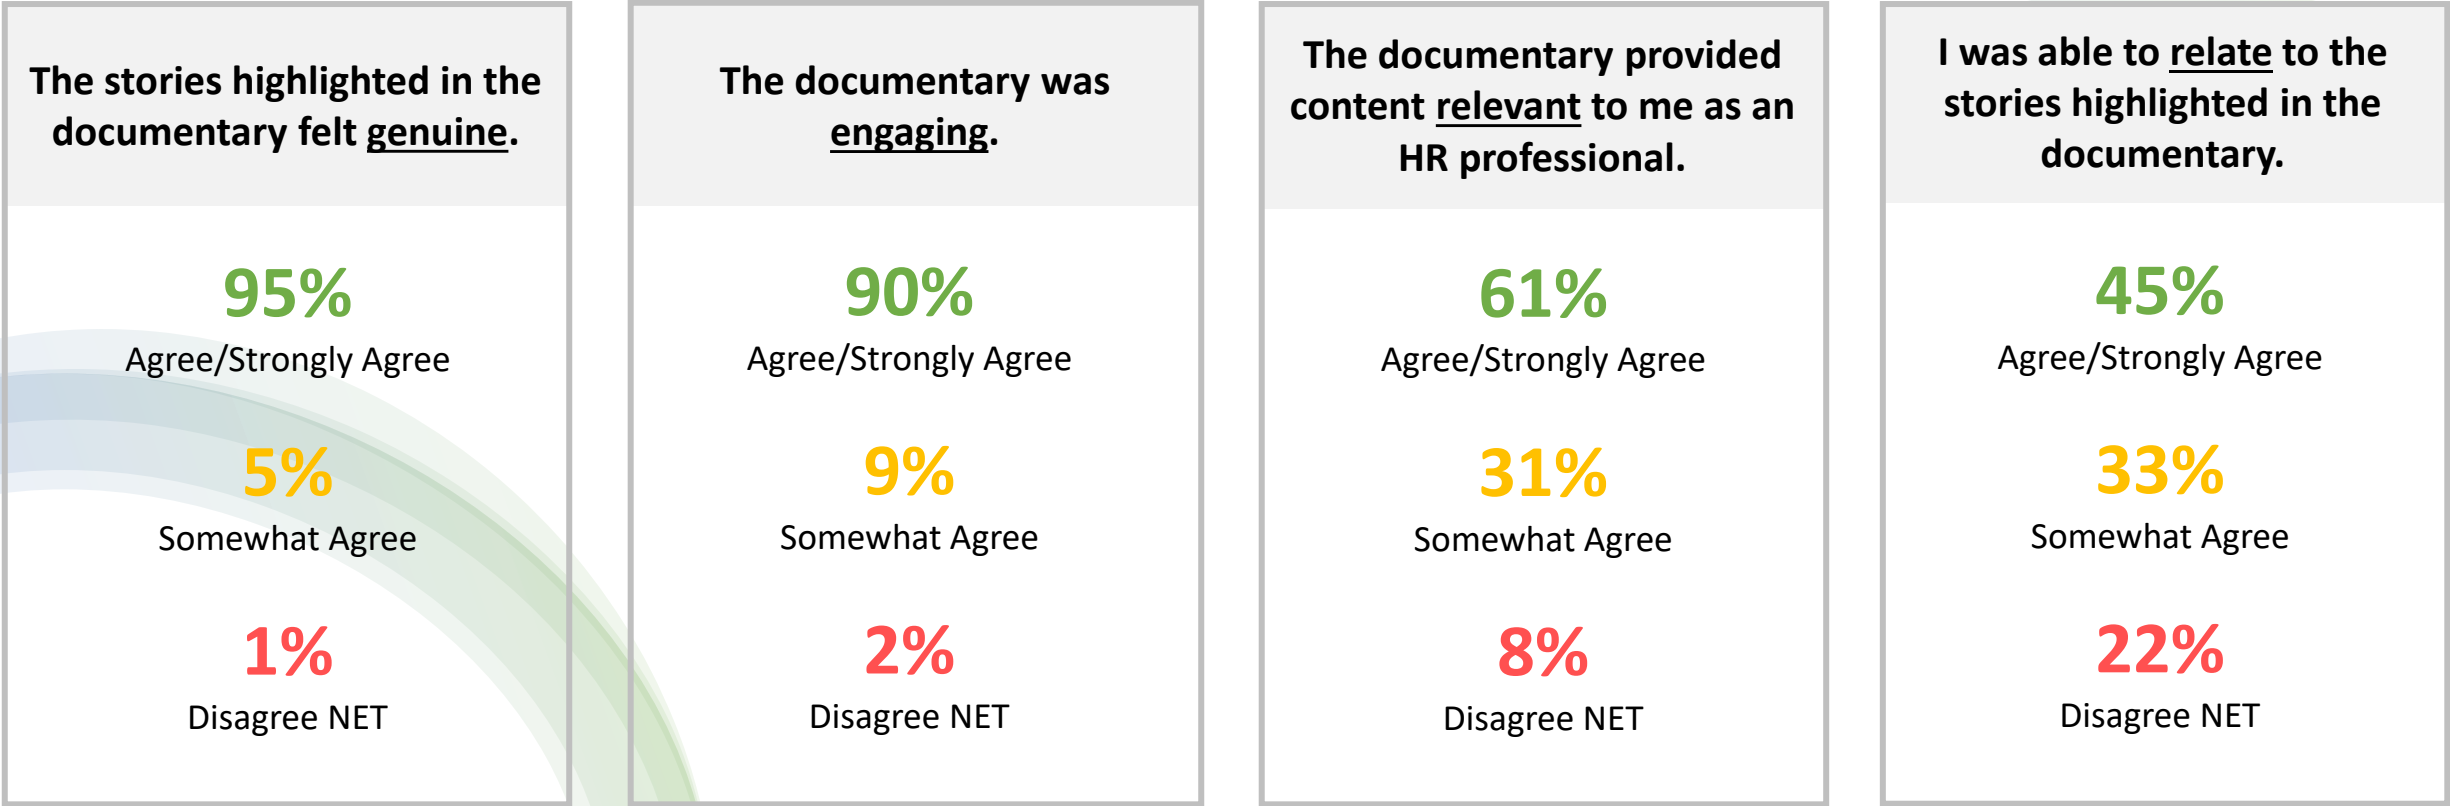 The stories highlighted in the
documentary felt genuine.
95%
Agree/Strongly Agree
5%
Somewhat Agree
1%
Disagree NET
The documentary was
engaging.
90%
Agree/Strongly Agree
9%
Somewhat Agree
2%
Disagree NET
The documentary provided
content relevant to me as an
HR professional.
61%
Agree/Strongly Agree
31%
Somewhat Agree
8%
Disagree NET
I was able to relate to the
stories highlighted in the
documentary.
45%
Agree/Strongly Agree
33%
Somewhat Agree
22%
Disagree NET